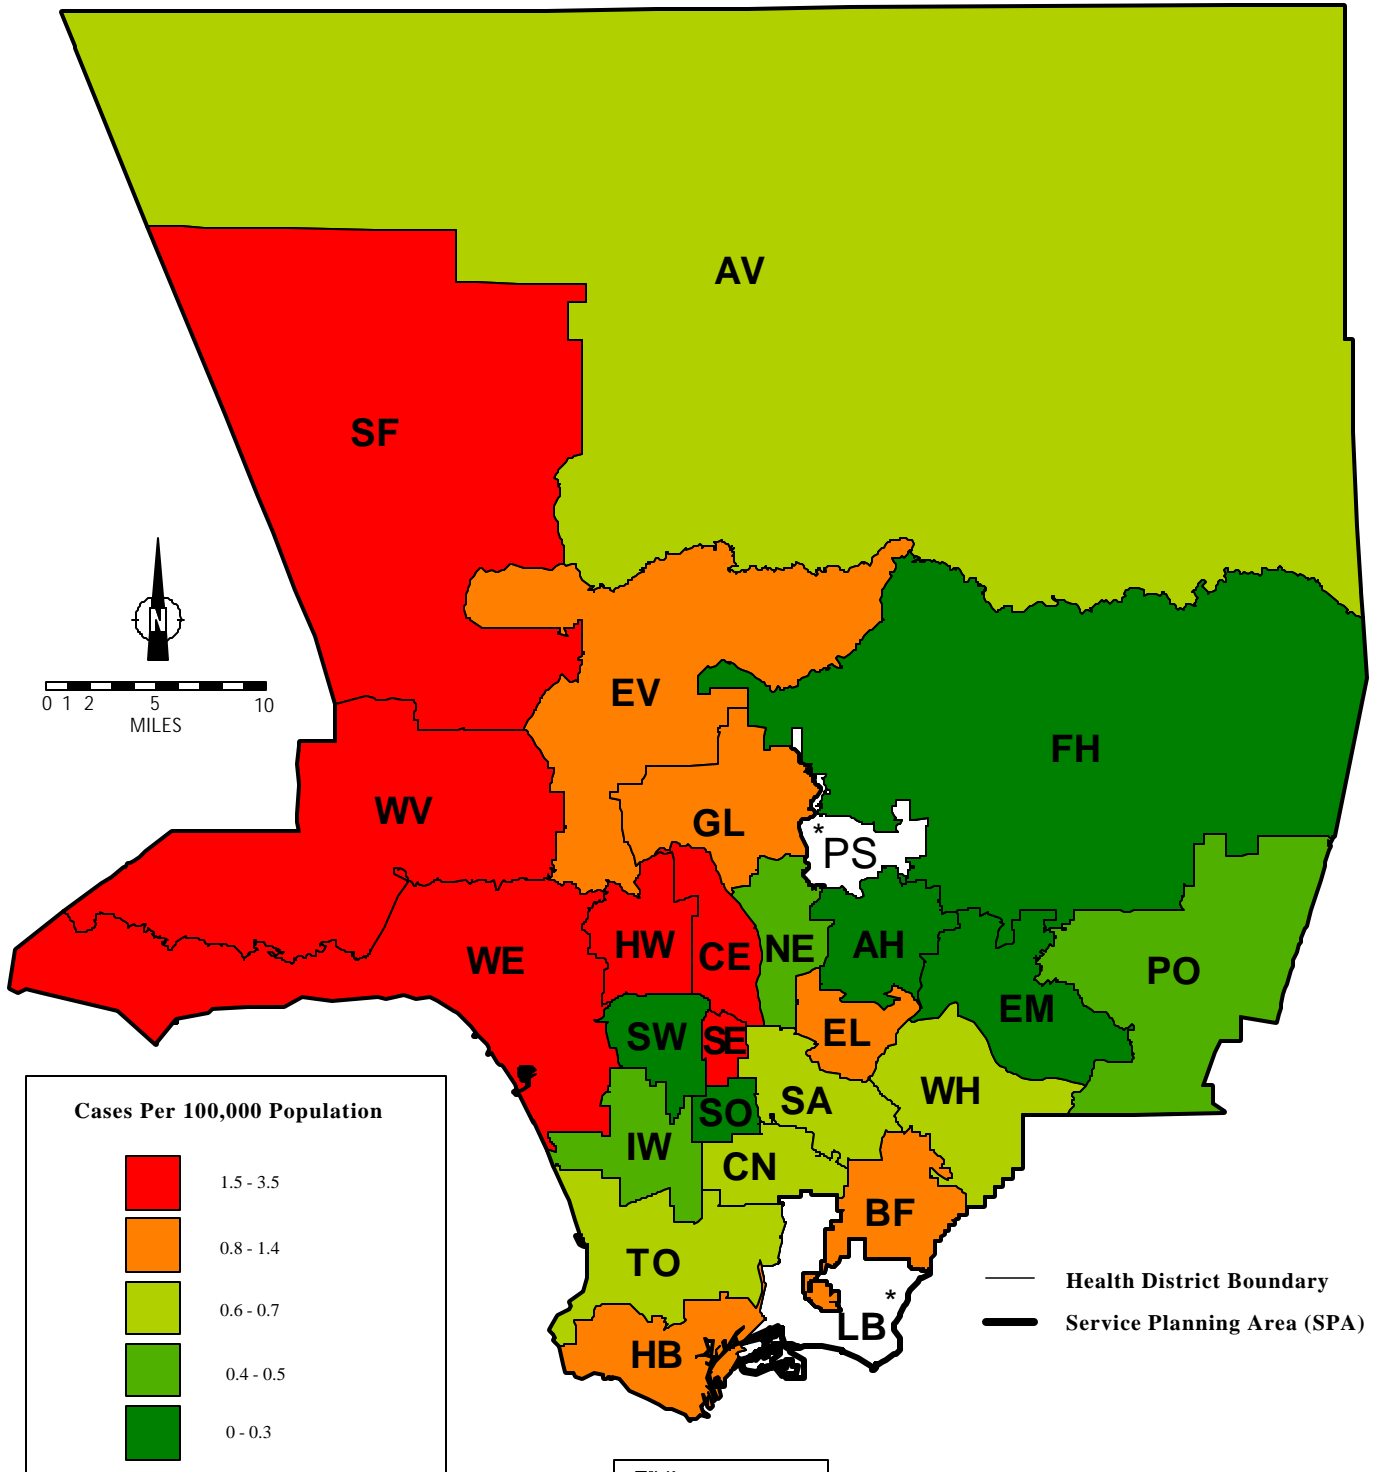 AV
SF
N
0 1 2 5 10
MILES
EV
FH
WV
GL
*
PS
HW
CE
NE
AH
WE
PO
EM
SW
SE
EL
SO
SA
WH
IW
CN
BF
TO
LB
*
HB
Cases Per 100,000 Population
1.5 - 3.5
0.8 - 1.4
0.6 - 0.7
0.4 - 0.5
0 - 0.3
Health District Boundary
Service Planning Area (SPA)